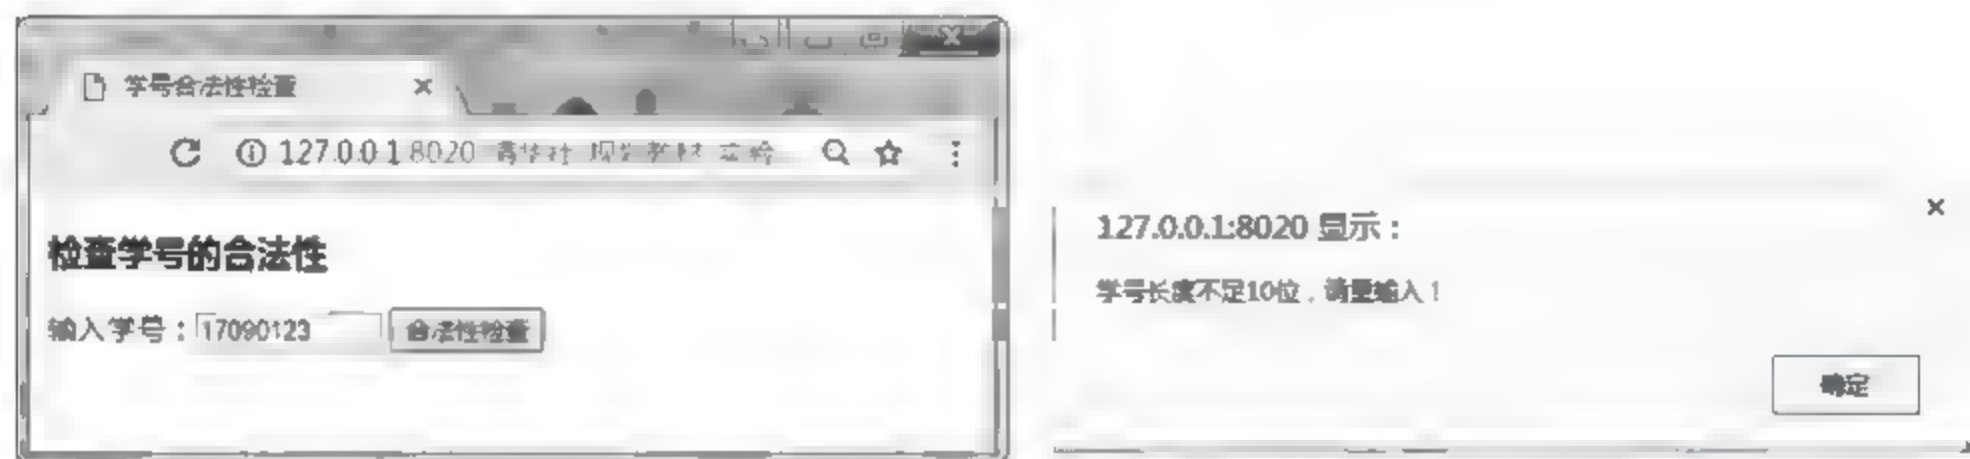 学号合法性检查
127.0.0.1:8020
检查学号的合法性
输入学号：17090123 合法性检查
127.0.0.1:8020 显示：
学号长度不足10位，请重输入！
确定